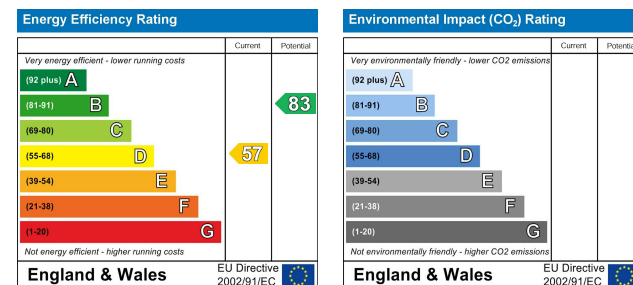 Energy Efficiency Rating
Current Potential
Very energy efficient - lower running costs
(92 plus) A
(81-91) B
83
(69-80) C
(55-68) D
57
(39-54) E
(21-38) F
(1-20) G
Not energy efficient - higher running costs
England & Wales
EU Directive
2002/91/EC
Environmental Impact (CO2) Rating
Current Potential
Very environmentally friendly - lower CO2 emissions
(92 plus) A
(81-91) B
(69-80) C
(55-68) D
(39-54) E
(21-38) F
(1-20) G
Not environmentally friendly - higher CO2 emissions
England & Wales
EU Directive
2002/91/EC